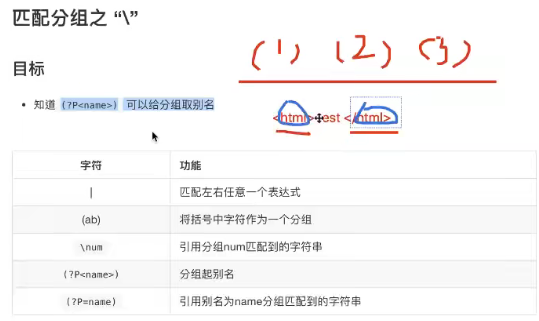 匹配分组之 “\”
(1) (2) (3)
目标
知道 (?P<name>) 可以给分组取别名
<html>test </html>
字符 功能
| 匹配左右任意一个表达式
(ab) 将括号中字符作为一个分组
\num 引用分组num匹配到的字符串
(?P<name>) 分组起别名
(?P=name) 引用别名为name分组匹配到的字符串